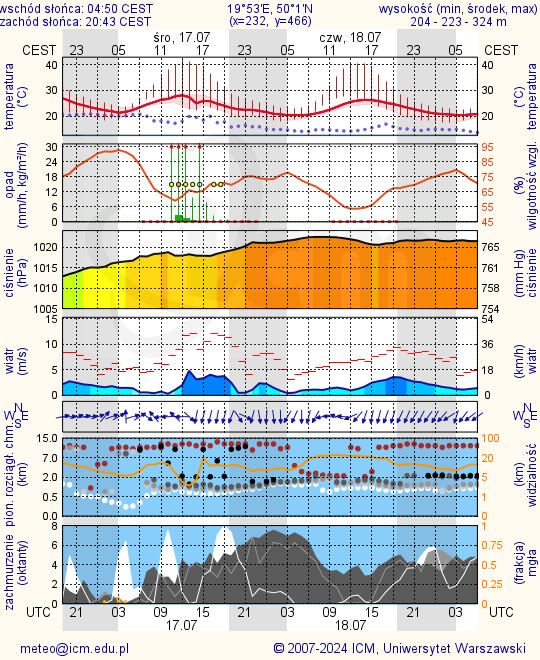 wschód słońca: 04:50 CEST 19°53'E, 50°1'N wysokość (min, środek, max)
zachód słońca: 20:43 CEST (x=232, y=466) 204 - 223 - 324 m
śro, 17.07 czw, 18.07
CEST 23 05 11 17 23 05 11 17 23 05 CEST
temperatura (°C) 40 30 20 40 30 20 (°C) temperatura
opad (mm/h, kg/m²/h) 30 24 18 12 6 0 95 85 75 65 55 45 (%) wilgotność wzgl.
ciśnienie (hPa) 1020 1015 1010 1005 765 761 758 754 (mm Hg) ciśnienie
wiatr (m/s) 15 10 5 0 54 36 18 0 (km/h) wiatr
N W E S N W E S
pion. rozciągł. chm. (km) 15.0 7.0 2.0 0.5 0.0 100 20 5 1 0 (km) widzialność
zachmurzenie (oktanty) 8 6 4 2 0 1 0.75 0.5 0.25 0 (frakcja) mgła
UTC 21 03 09 15 21 03 09 15 21 03 UTC
17.07 18.07
meteo@icm.edu.pl © 2007-2024 ICM, Uniwersytet Warszawski